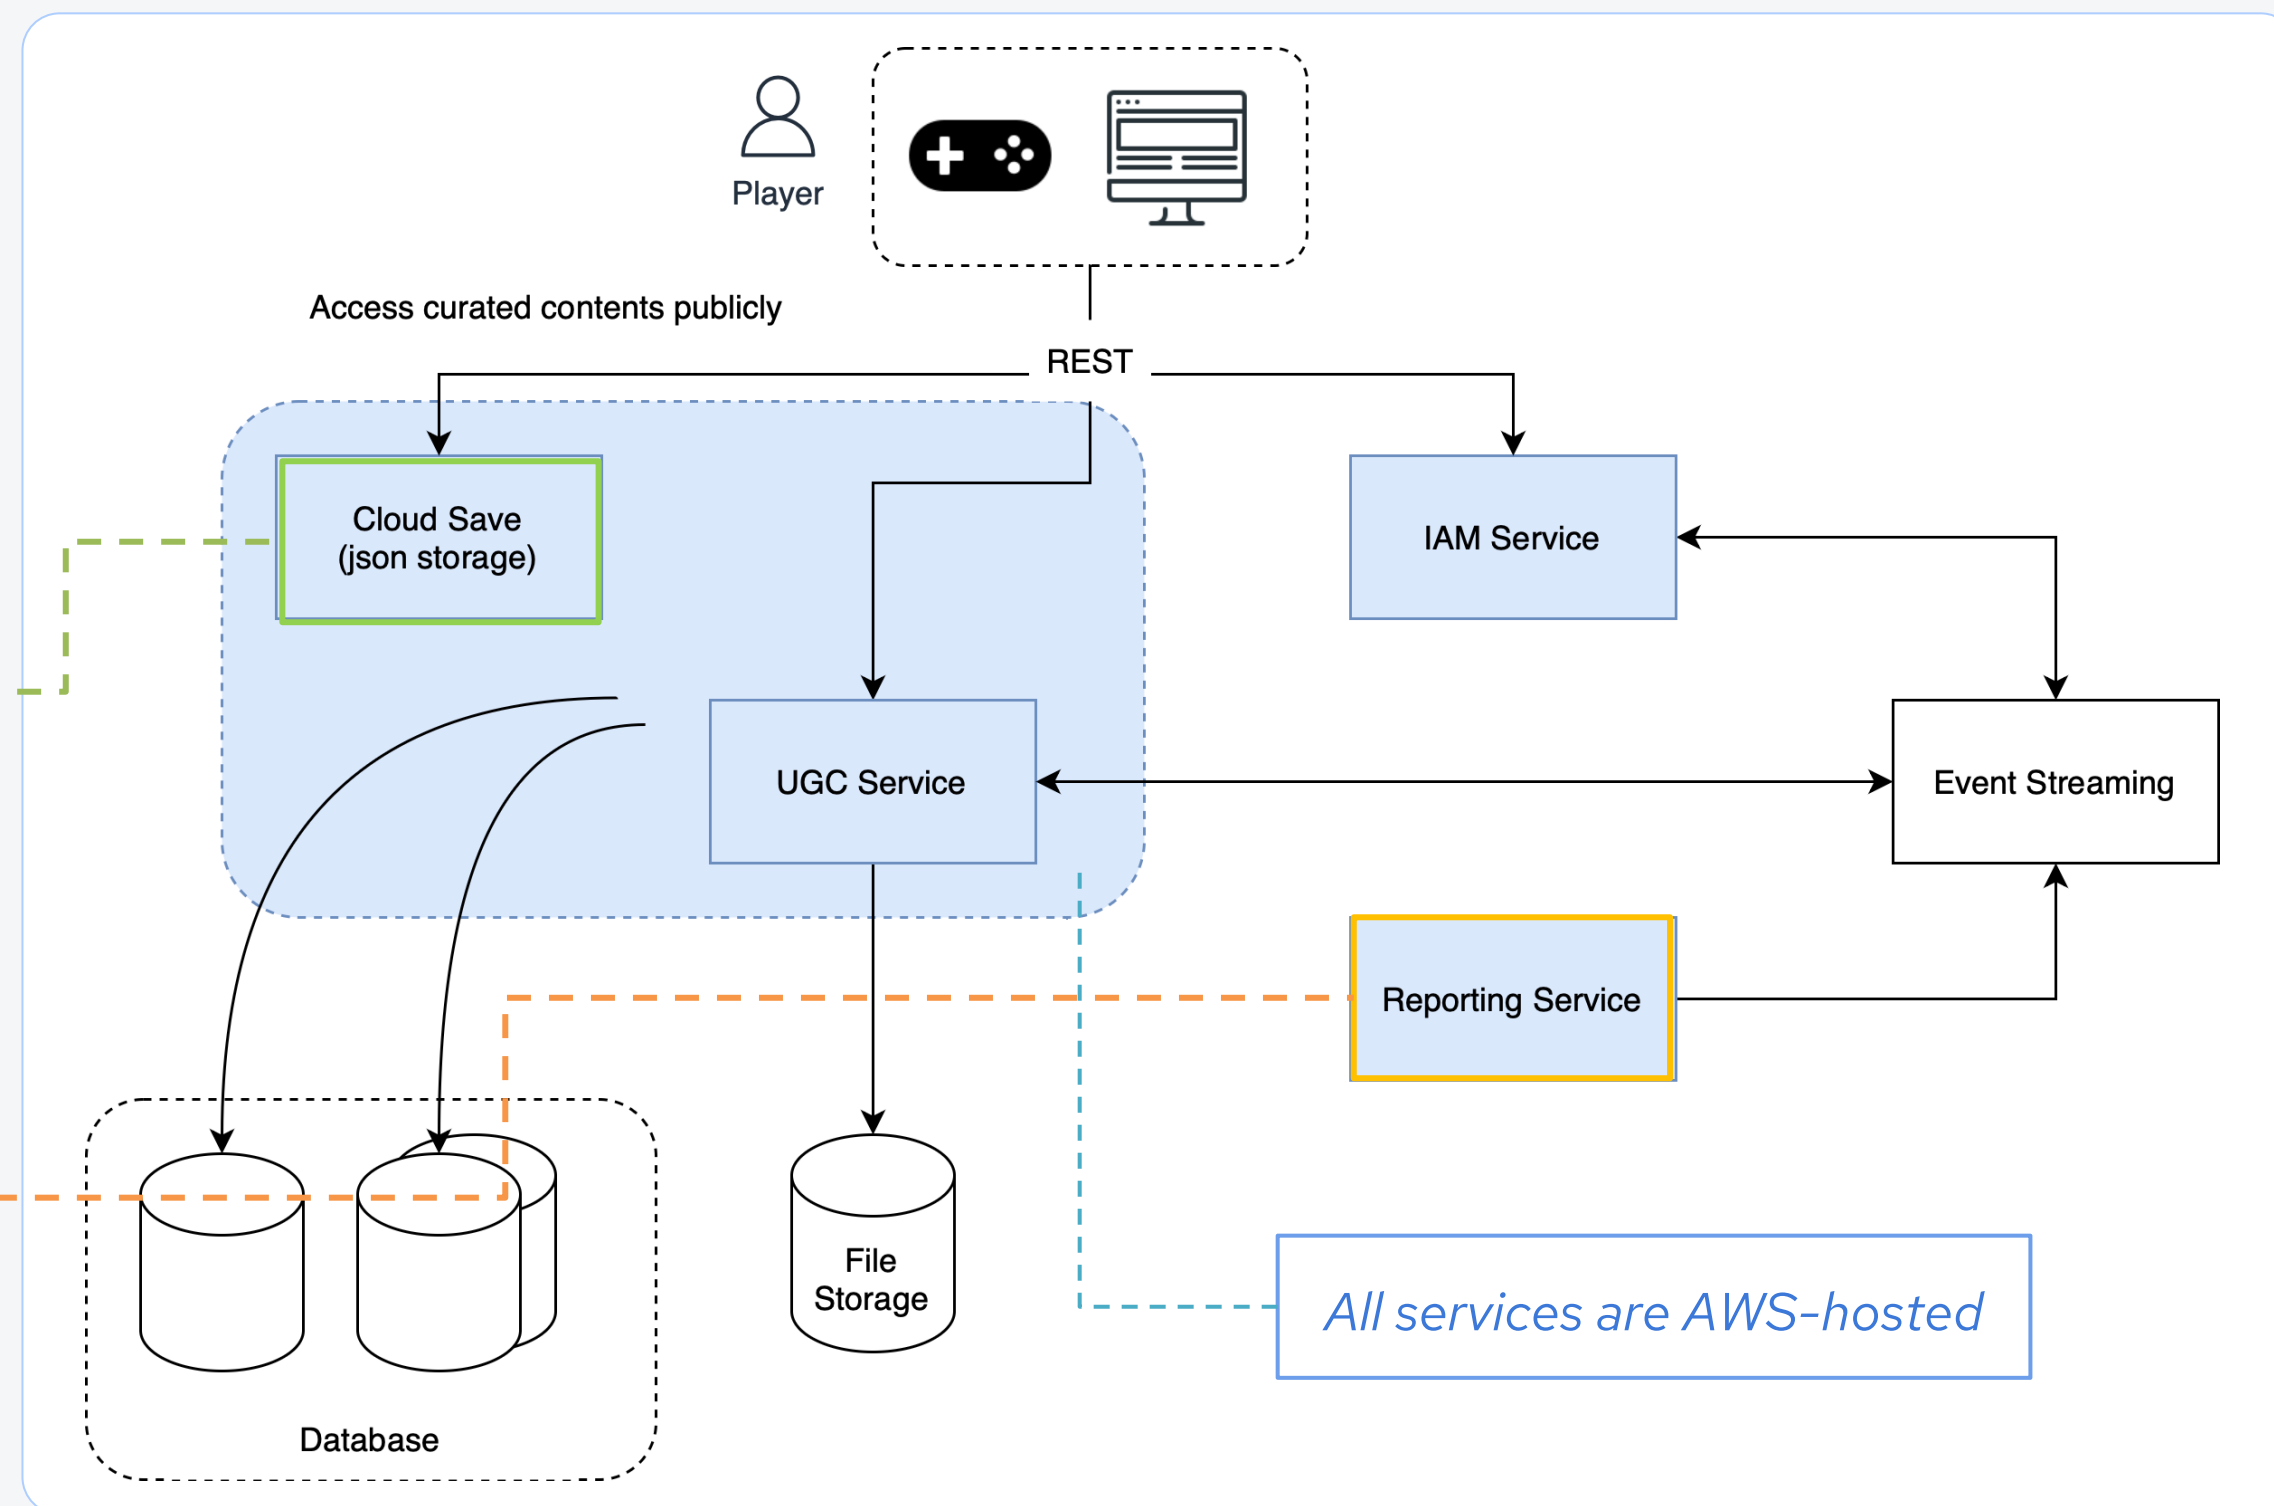 Player
Access curated contents publicly
REST
Cloud Save
(json storage)
IAM Service
UGC Service
Event Streaming
Reporting Service
File
Storage
All services are AWS-hosted
Database